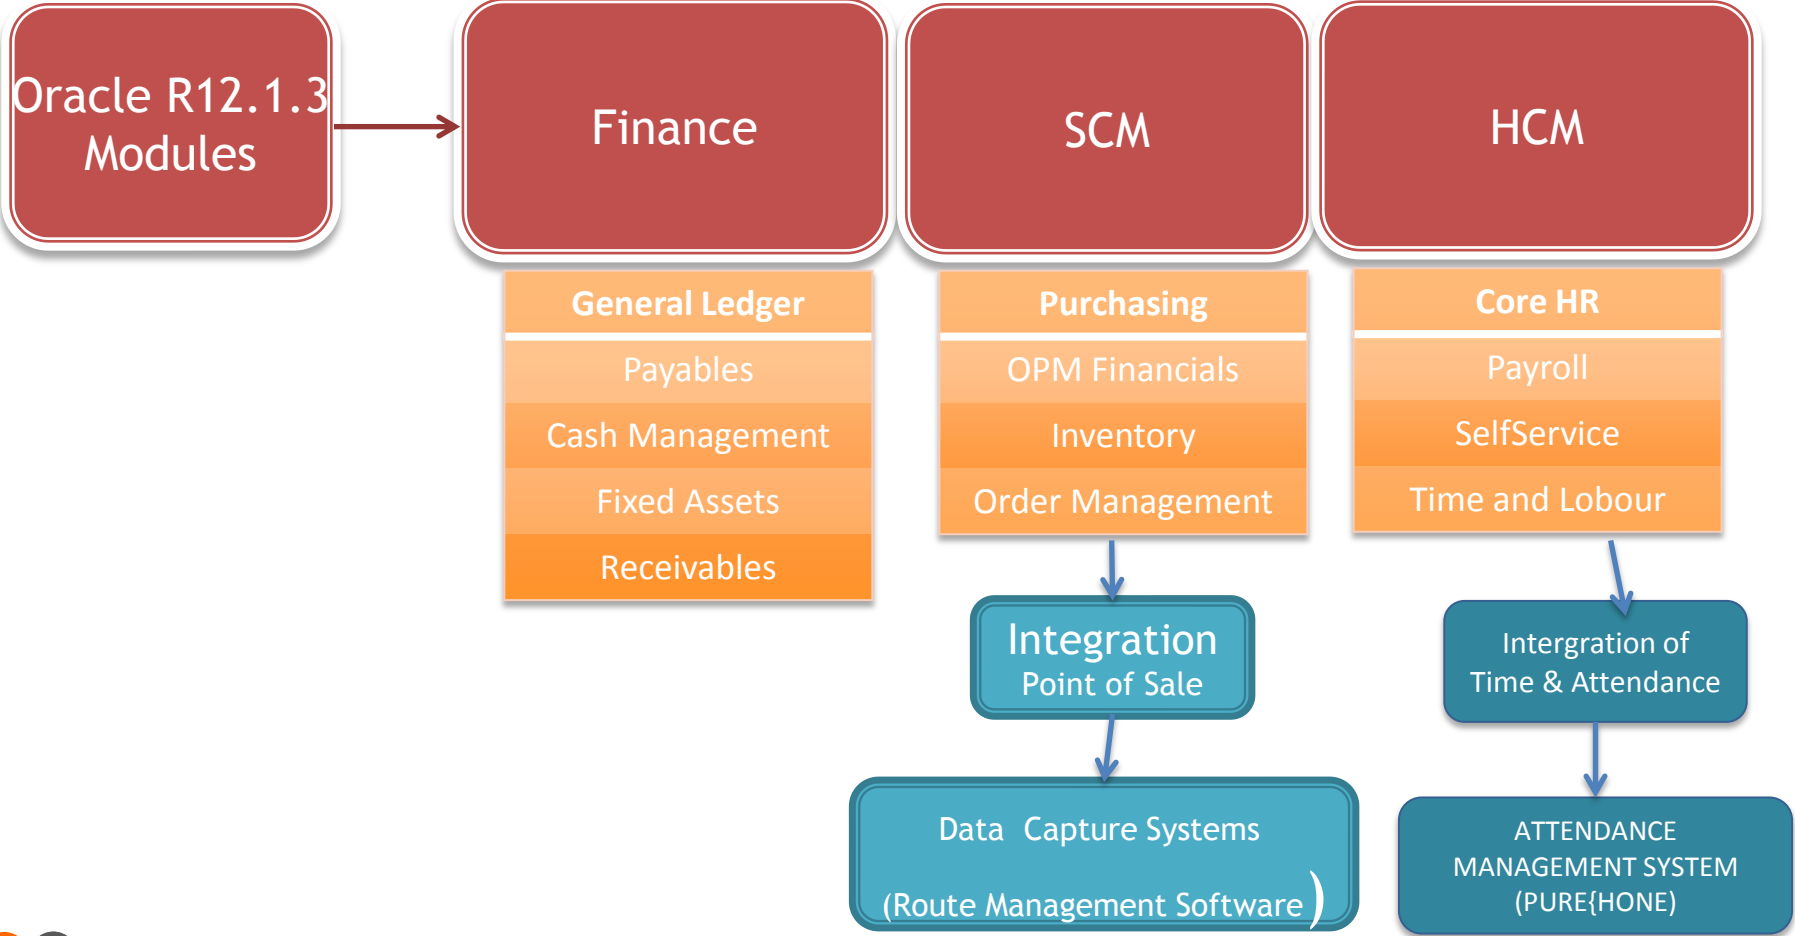 Oracle R12.1.3
Modules
Finance
SCM
HCM
General Ledger
Payables
Cash Management
Fixed Assets
Receivables
Purchasing
OPM Financials
Inventory
Order Management
Core HR
Payroll
SelfService
Time and Lobour
Integration
Point of Sale
Data Capture Systems
(Route Management Software)
Intergration of
Time & Attendance
ATTENDANCE
MANAGEMENT SYSTEM
(PURE{HONE)